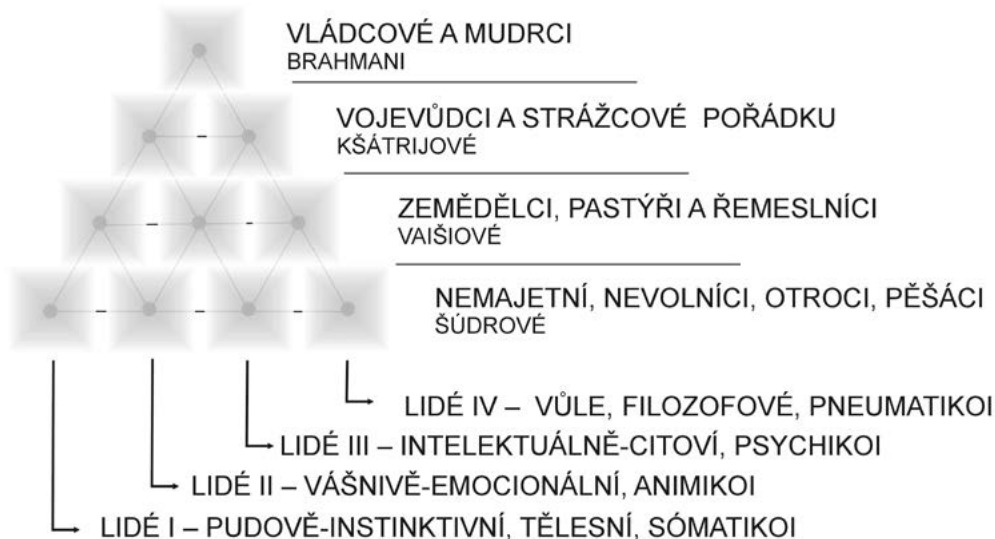 VLÁDCOVÉ A MUDRCI
BRAHMANI
VOJEVŮDCI A STRÁŽCOVÉ POŘÁDKU
KŠÁTRIJOVÉ
ZEMĚDĚLCI, PASTÝŘI A ŘEMESLNÍCI
VAIŠIOVÉ
NEMAJETNÍ, NEVOLNÍCI, OTROCI, PĚŠÁCI
ŠÚDROVÉ
LIDÉ IV – VŮLE, FILOZOFOVÉ, PNEUMATIKOI
LIDÉ III – INTELEKTUÁLNĚ-CITOVÍ, PSYCHIKOI
LIDÉ II – VÁŠNIVĚ-EMOCIONÁLNÍ, ANIMIKOI
LIDÉ I – PUDOVĚ-INSTINKTIVNÍ, TĚLESNÍ, SÓMATIKOI